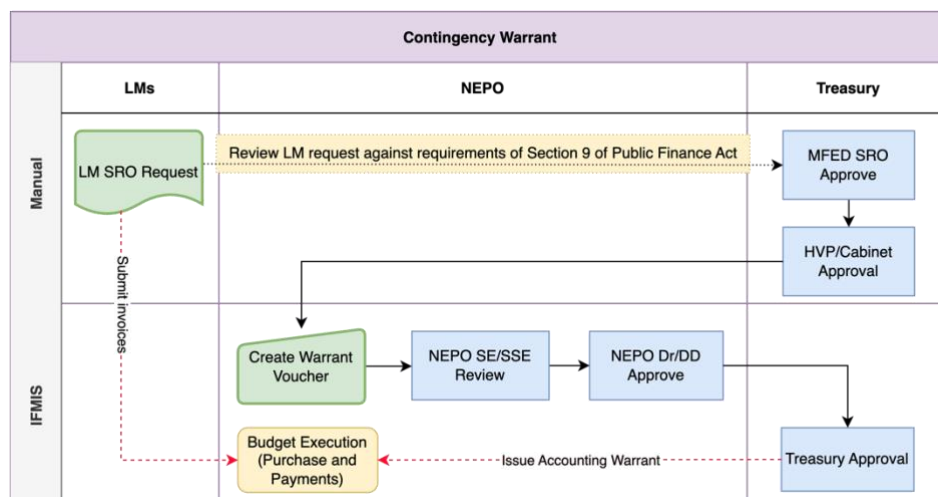 Contingency Warrant
LMs
NEPO
Treasury
Manual
LM SRO Request
Review LM request against requirements of Section 9 of Public Finance Act
MFED SRO
Approve
HVP/Cabinet
Approval
Submit invoices
IFMIS
Create Warrant
Voucher
NEPO SE/SSE
Review
NEPO Dr/DD
Approve
Budget Execution
(Purchase and
Payments)
Issue Accounting Warrant
Treasury Approval